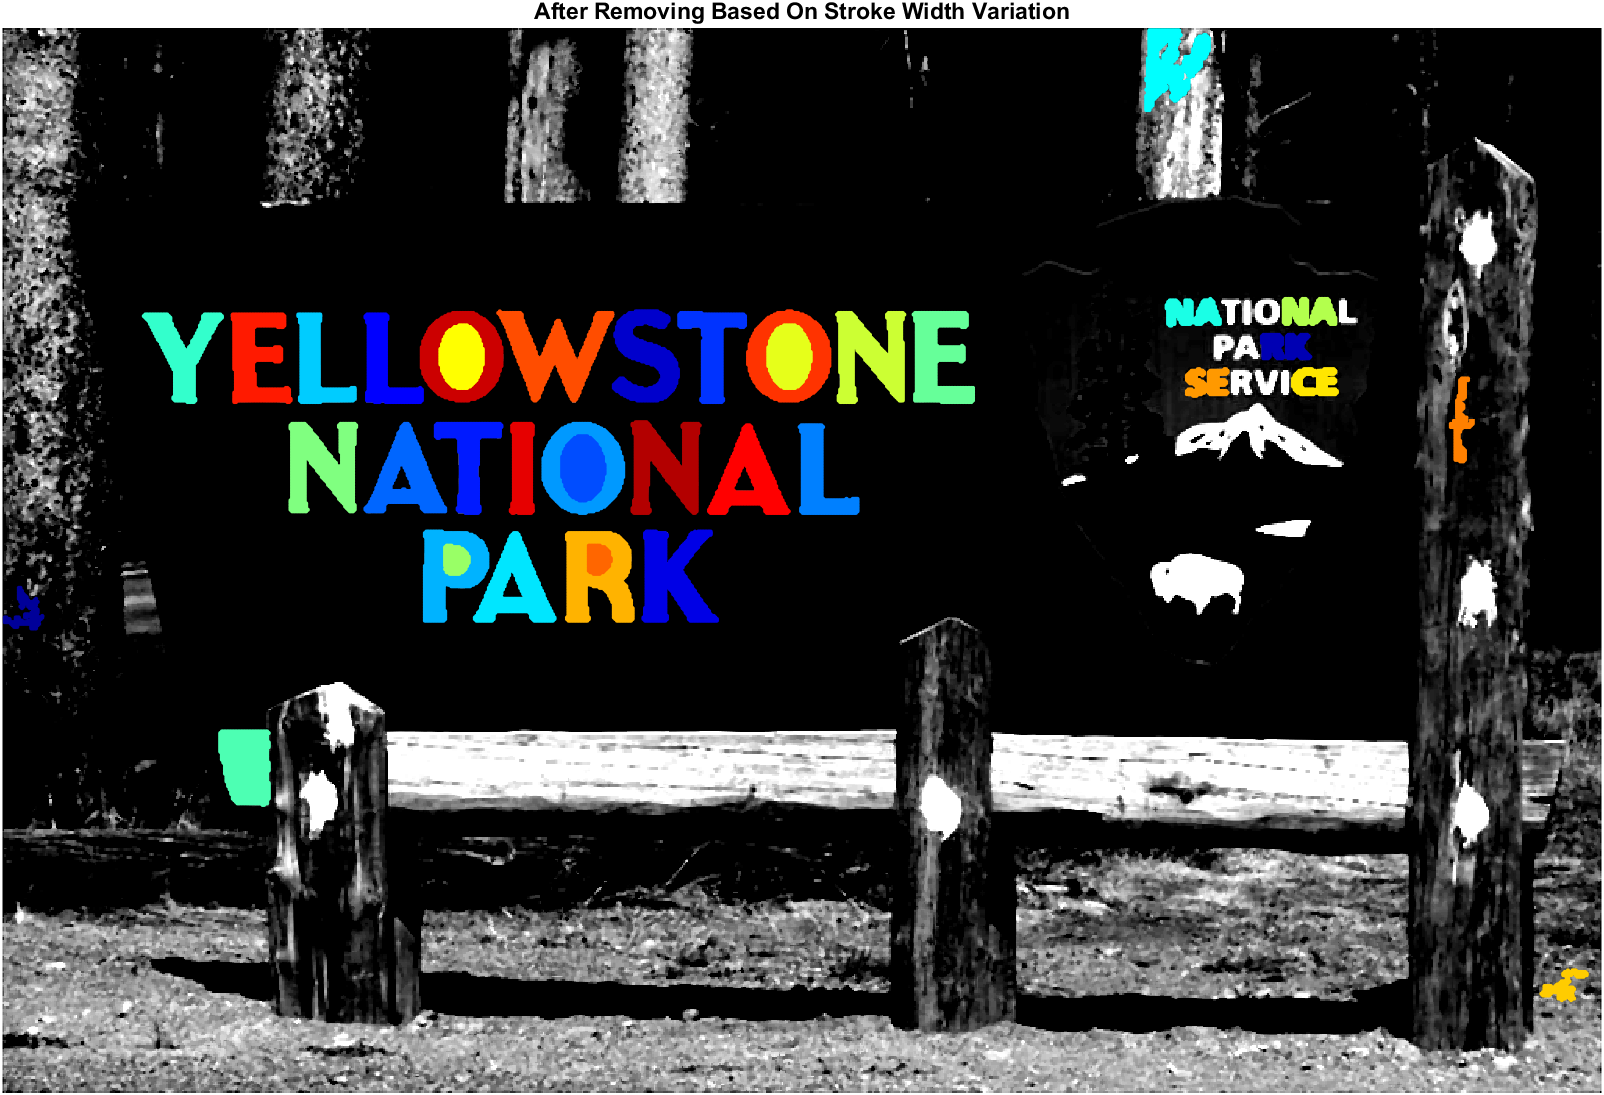 After Removing Based On Stroke Width Variation
YELLOWSTONE
NATIONAL
PARK
NATIONAL
PARK
SERVICE